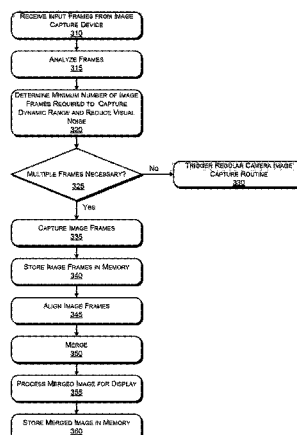 RECEIVE INPUT FRAMES FROM IMAGE
CAPTURE DEVICE
310
ANALYZE FRAMES
315
DETERMINE MINIMUM NUMBER OF IMAGE
FRAMES REQUIRED TO CAPTURE
DYNAMIC RANGE AND REDUCE VISUAL
NOISE
320
MULTIPLE FRAMES NECESSARY?
325
No
TRIGGER REGULAR CAMERA IMAGE
CAPTURE ROUTINE
330
Yes
CAPTURE IMAGE FRAMES
335
STORE IMAGE FRAMES IN MEMORY
340
ALIGN IMAGE FRAMES
345
MERGE
350
PROCESS MERGED IMAGE FOR DISPLAY
355
STORE MERGED IMAGE IN MEMORY
360